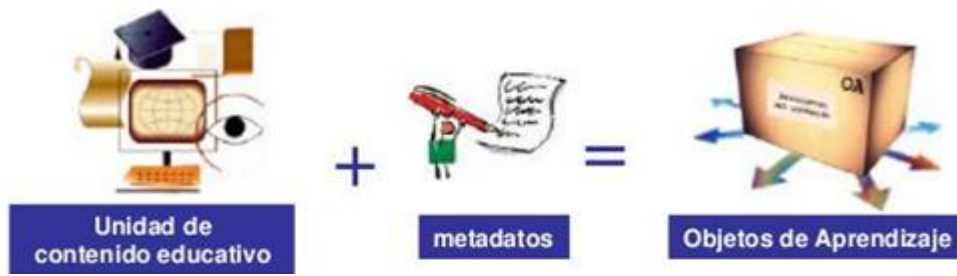 OA
+
=
Unidad de
contenido educativo
metadatos
Objetos de Aprendizaje